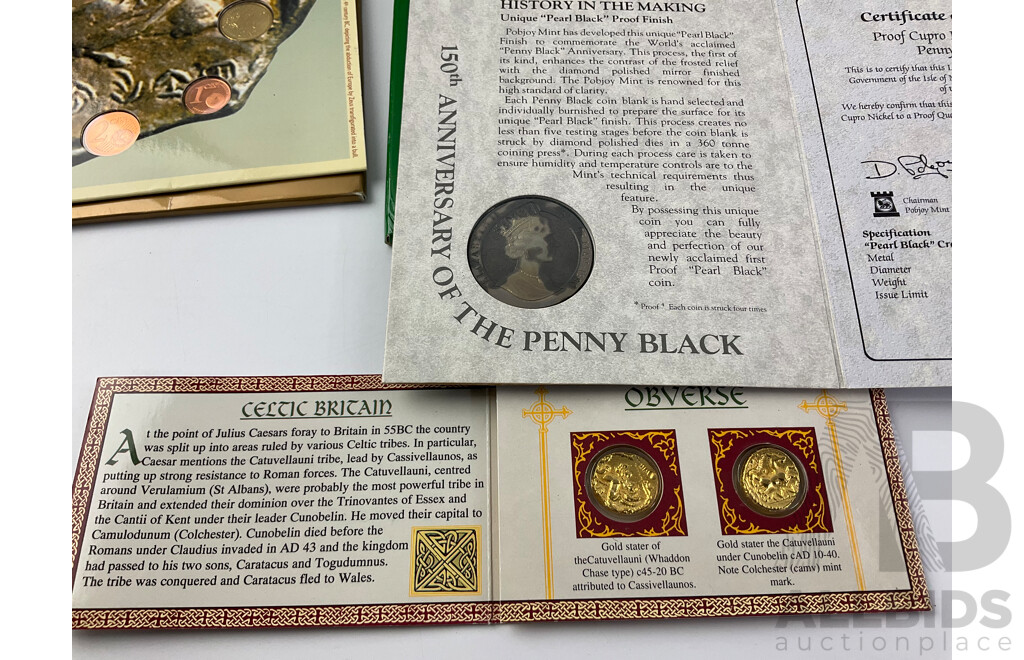 HISTORY IN THE MAKING
Unique "Pearl Black" Proof Finish
Pobjoy Mint has developed this unique "Pearl Black"
Finish to commemorate the World's acclaimed
"Penny Black" Anniversary. This process, the first of
its kind, enhances the contrast of the frosted relief
with the diamond polished mirror finished
background. The Pobjoy Mint is renowned for this
high standard of clarity.
Each Penny Black coin blank is hand selected and
individually burnished to prepare the surface for its
unique "Pearl Black" finish. This process creates no
less than five testing stages before the coin blank is
struck by diamond polished dies in a 360 tonne
coining press*. During each process care is taken to
ensure humidity and temperature controls are to the
Mint's technical requirements thus
resulting in the unique
feature.
By possessing this unique
coin you can fully
appreciate the beauty
and perfection of our
newly acclaimed first
Proof "Pearl Black"
coin.
* Proof 4 Each coin is struck four times
150th ANNIVERSARY OF THE PENNY BLACK
Certificate
Proof Cupro
Penny
This is to certify that this
Government of the Isle of
of
We hereby confirm that this
Cupro Nickel to a Proof Qu
Chairman
Pobjoy Mint
Specification
"Pearl Black" Cr
Metal
Diameter
Weight
Issue Limit
CELTIC BRITAIN
At the point of Julius Caesars foray to Britain in 55BC the country
was split up into areas ruled by various Celtic tribes. In particular,
Caesar mentions the Catuvellauni tribe, lead by Cassivellaunos, as
putting up strong resistance to Roman forces. The Catuvellauni, centred
around Verulamium (St Albans), were probably the most powerful tribe in
Britain and extended their dominion over the Trinovantes of Essex and
the Cantii of Kent under their leader Cunobelin. He moved their capital to
Camulodunum (Colchester). Cunobelin died before the
Romans under Claudius invaded in AD 43 and the kingdom
had passed to his two sons, Caratacus and Togudumnus.
The tribe was conquered and Caratacus fled to Wales.
OBVERSE
Gold stater of
theCatuvellauni (Whaddon
Chase type) c45-20 BC
attributed to Cassivellaunos.
Gold stater the Catuvellauni
under Cunobelin cAD 10-40.
Note Colchester (camv) mint
mark.
B
ALLBIDS
auctionplace